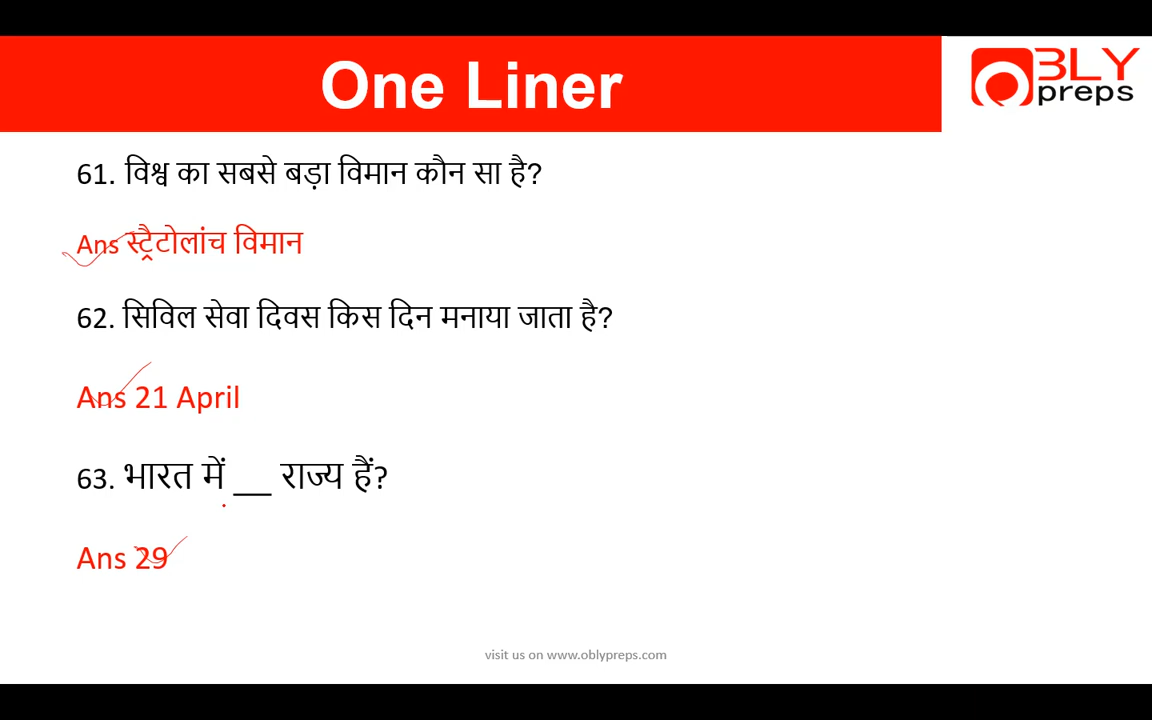 One Liner
BLY
preps
61. विश्व का सबसे बड़ा विमान कौन सा है?
Ans स्ट्रैटोलांच विमान
62. सिविल सेवा दिवस किस दिन मनाया जाता है?
Ans 21 April
63. भारत में __ राज्य हैं?
Ans 29
visit us on www.oblypreps.com